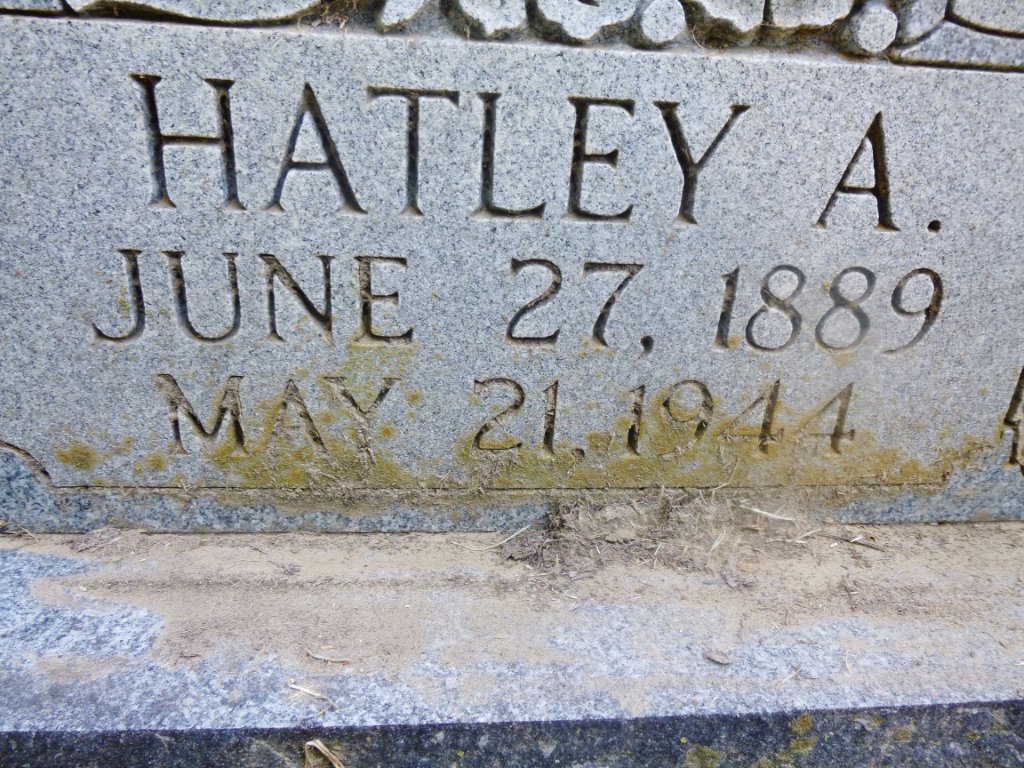 HATLEY A.
JUNE 27, 1889
MAY 21, 1944